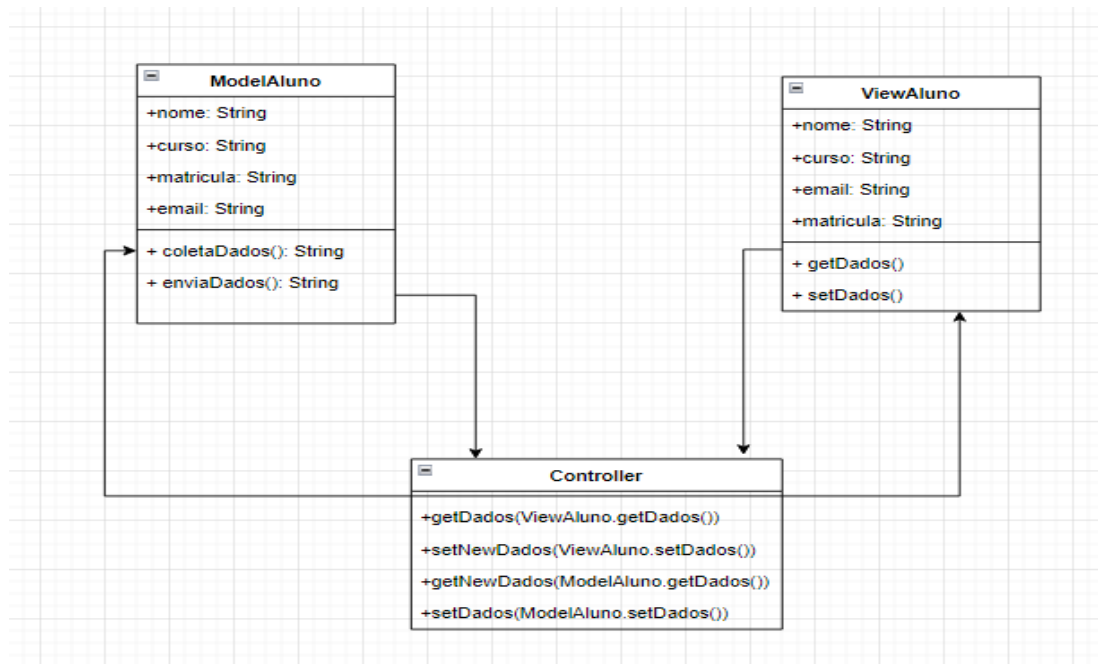 ModelAluno
+nome: String
+curso: String
+matricula: String
+email: String
+ coletaDados(): String
+ enviaDados(): String
ViewAluno
+nome: String
+curso: String
+email: String
+matricula: String
+ getDados()
+ setDados()
Controller
+getDados(ViewAluno.getDados())
+setNewDados(ViewAluno.setDados())
+getNewDados(ModelAluno.getDados())
+setDados(ModelAluno.setDados())